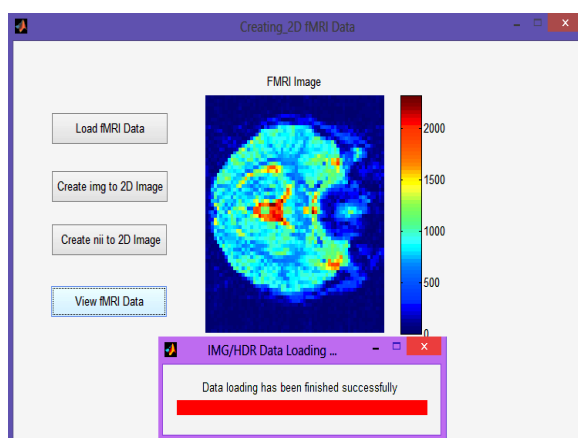 Creating_2D fMRI Data
FMRI Image
Load fMRI Data
Create img to 2D Image
Create nii to 2D Image
View fMRI Data
2000
1500
1000
500
0
IMG/HDR Data Loading ...
Data loading has been finished successfully